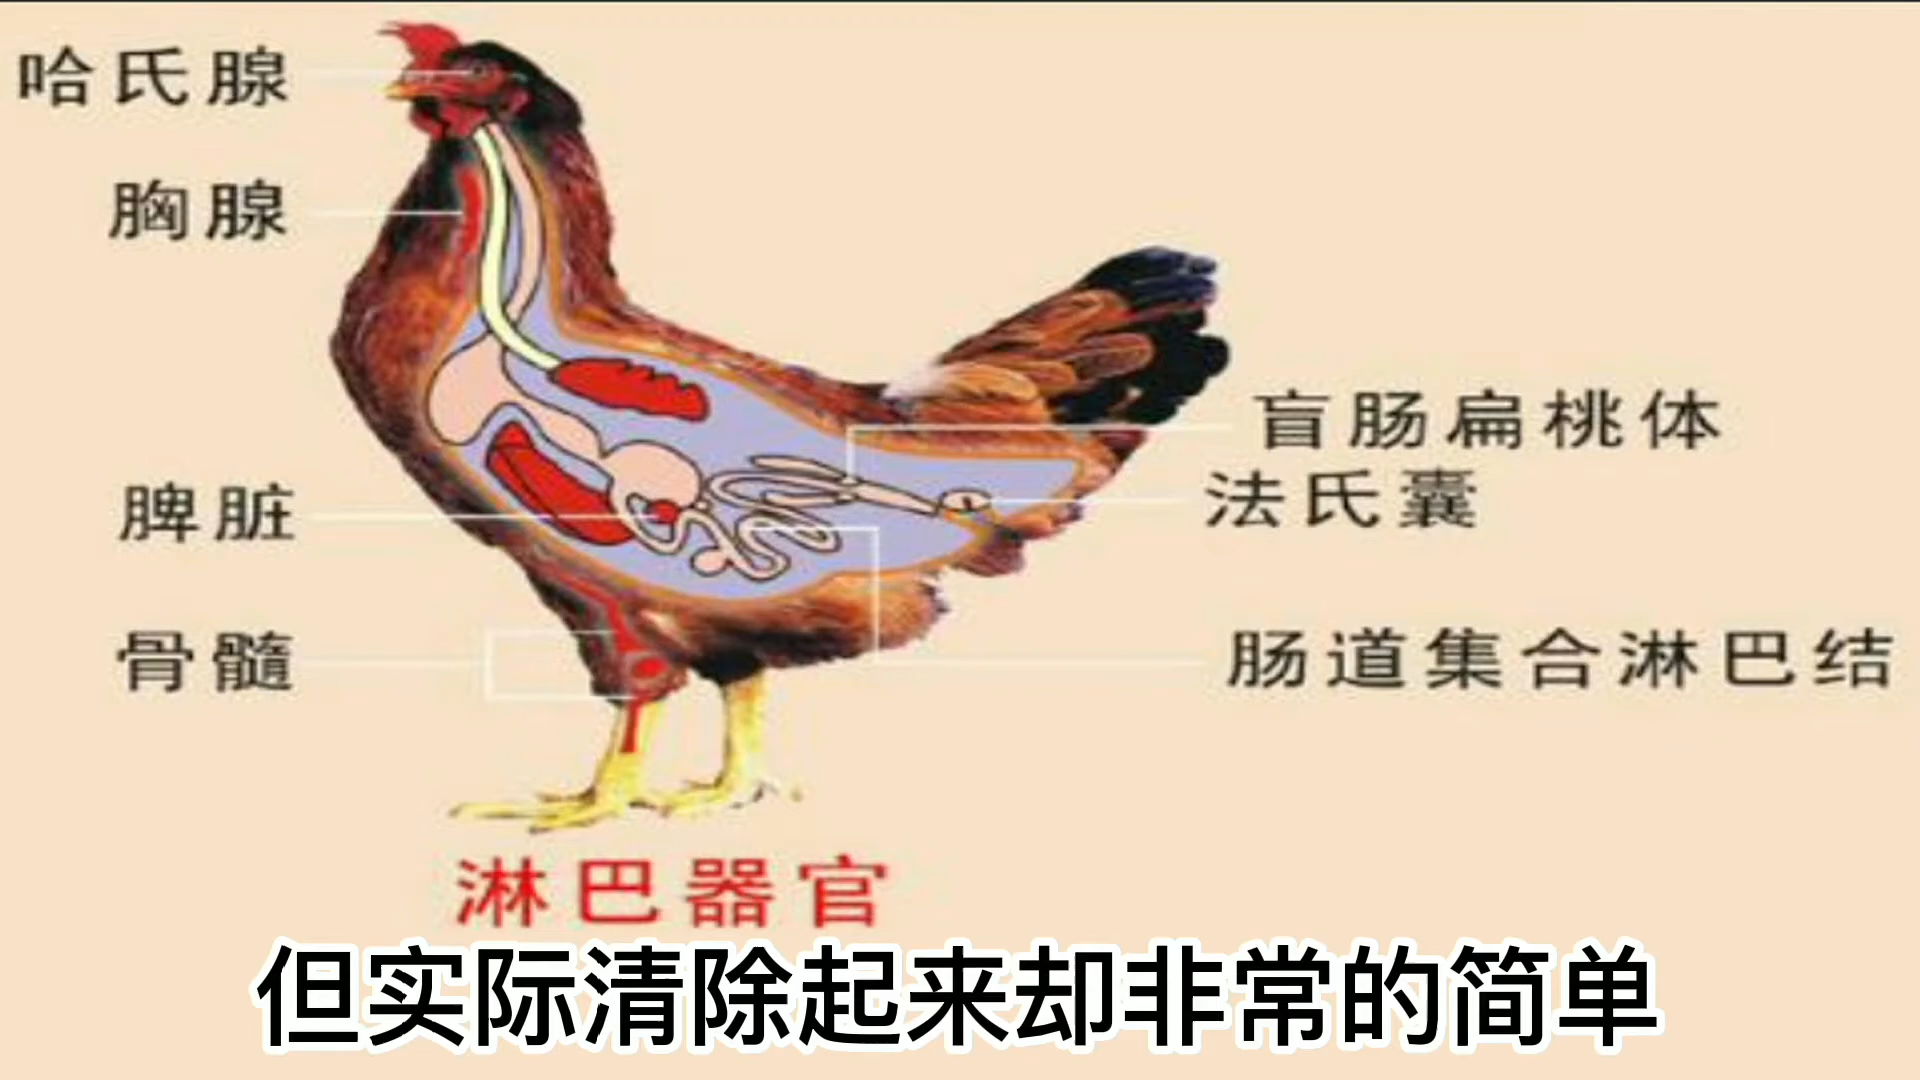 哈氏腺
胸腺
脾脏
骨髓
盲肠扁桃体
法氏囊
肠道集合淋巴结
淋巴器官
但实际清除起来却非常的简单